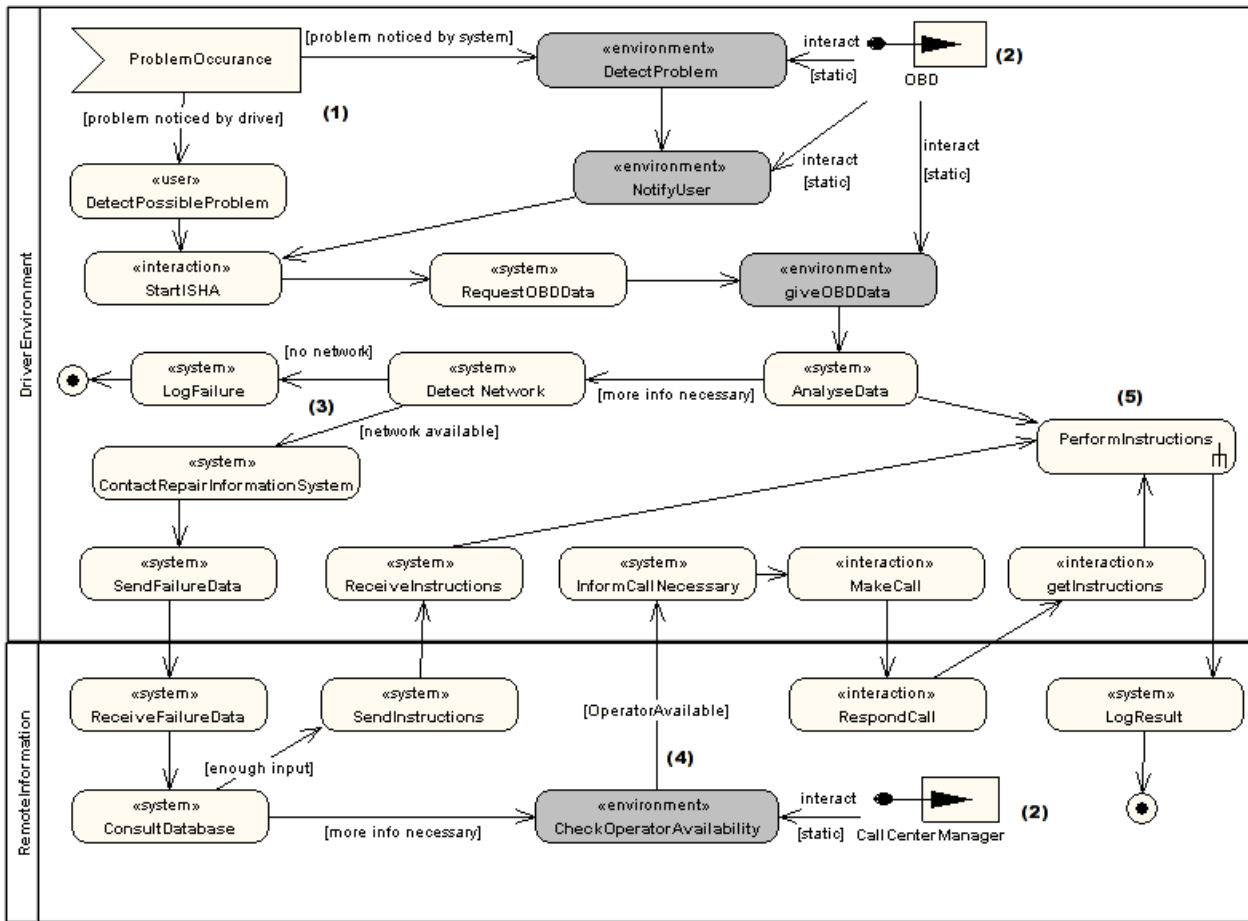 ProblemOccurance
[problem noticed by system]
«environment»
DetectProblem
interact
[static]
OBD
(2)
(1)
[problem noticed by driver]
«user»
DetectPossibleProblem
«environment»
NotifyUser
interact
[static]
interact
[static]
«interaction»
StartISHA
«system»
RequestOBDData
«environment»
giveOBDData
DriverEnvironment
[no network]
«system»
LogFailure
«system»
Detect Network
[more info necessary]
«system»
AnalyseData
(3)
(5)
[network available]
PerformInstructions
«system»
ContactRepairInformationSystem
«system»
SendFailureData
«system»
ReceiveInstructions
«system»
InformCallNecessary
«interaction»
MakeCall
«interaction»
getInstructions
RemoteInformation
«system»
ReceiveFailureData
«system»
SendInstructions
[OperatorAvailable]
«interaction»
RespondCall
«system»
LogResult
[enough input]
(4)
«system»
ConsultDatabase
[more info necessary]
«environment»
CheckOperatorAvailability
interact
[static]
CallCenterManager
(2)